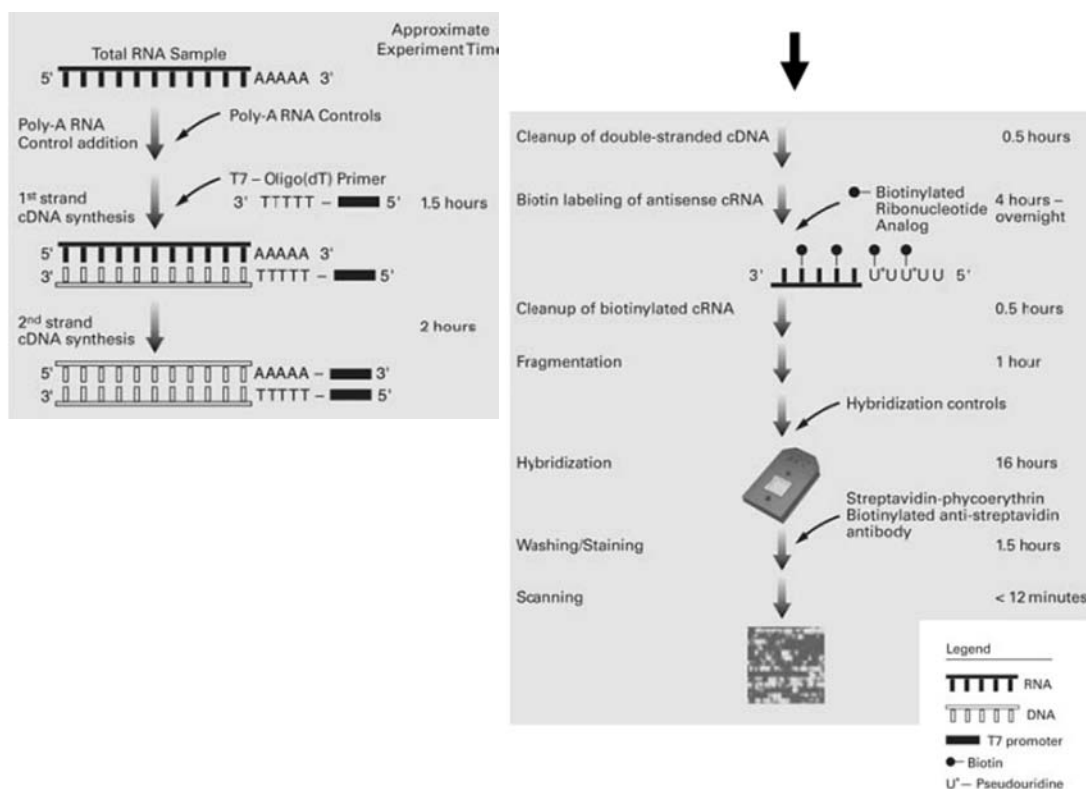 Approximate
Experiment Time
Total RNA Sample
5' AAAAA 3'
Poly-A RNA Controls
Poly-A RNA
Control addition
T7 – Oligo(dT) Primer
3' TTTTT – 5'
1st strand
cDNA synthesis
1.5 hours
5' AAAAA 3'
3' TTTTT – 5'
2nd strand
cDNA synthesis
2 hours
5' AAAAA – 3'
3' TTTTT – 5'
Cleanup of double-stranded cDNA 0.5 hours
Biotin labeling of antisense cRNA
Biotinylated
Ribonucleotide
Analog
4 hours –
overnight
3' U*UU*UU 5'
Cleanup of biotinylated cRNA 0.5 hours
Fragmentation 1 hour
Hybridization controls
Hybridization 16 hours
Streptavidin-phycoerythrin
Biotinylated anti-streptavidin
antibody
Washing/Staining 1.5 hours
Scanning < 12 minutes
Legend
RNA
DNA
T7 promoter
Biotin
U*– Pseudouridine